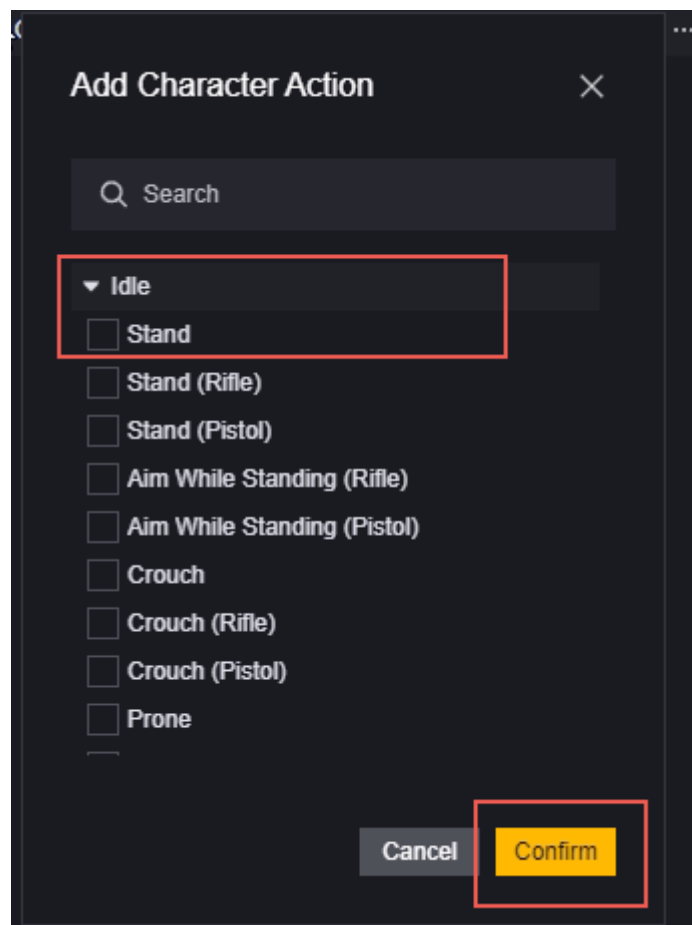 Add Character Action
Search
Idle
Stand
Stand (Rifle)
Stand (Pistol)
Aim While Standing (Rifle)
Aim While Standing (Pistol)
Crouch
Crouch (Rifle)
Crouch (Pistol)
Prone
Cancel
Confirm